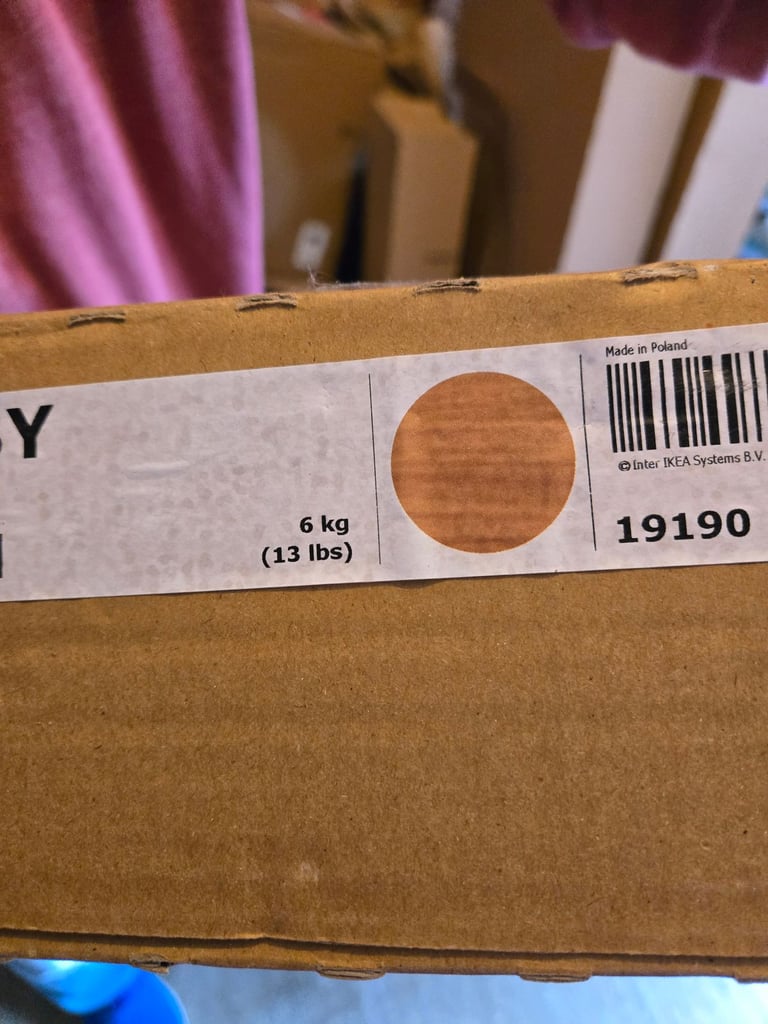 Y
6 kg
(13 lbs)
Made in Poland
© Inter IKEA Systems B.V.
19190